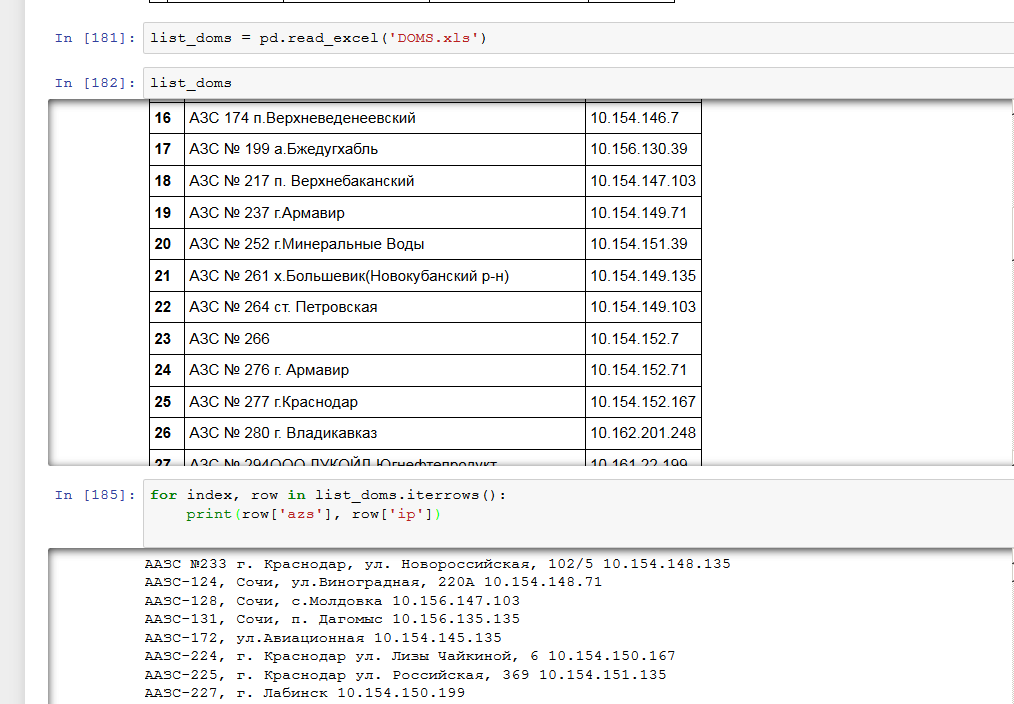 In [181]: list_doms = pd.read_excel('DOMS.xls')
In [182]: list_doms
16 АЗС 174 п.Верхневеденеевский 10.154.146.7
17 АЗС № 199 а.Бжедугхабль 10.156.130.39
18 АЗС № 217 п. Верхнебаканский 10.154.147.103
19 АЗС № 237 г.Армавир 10.154.149.71
20 АЗС № 252 г.Минеральные Воды 10.154.151.39
21 АЗС № 261 х.Большевик(Новокубанский р-н) 10.154.149.135
22 АЗС № 264 ст. Петровская 10.154.149.103
23 АЗС № 266 10.154.152.7
24 АЗС № 276 г. Армавир 10.154.152.71
25 АЗС № 277 г.Краснодар 10.154.152.167
26 АЗС № 280 г. Владикавказ 10.162.201.248
27 АЗС № 294ООО ЛУКОЙЛ Югнефтепродукт 10.161.22.199
In [185]: for index, row in list_doms.iterrows():
print(row['azs'], row['ip'])
ААЗС №233 г. Краснодар, ул. Новороссийская, 102/5 10.154.148.135
ААЗС-124, Сочи, ул.Виноградная, 220А 10.154.148.71
ААЗС-128, Сочи, с.Молдовка 10.156.147.103
ААЗС-131, Сочи, п. Дагомыс 10.156.135.135
ААЗС-172, ул.Авиационная 10.154.145.135
ААЗС-224, г. Краснодар ул. Лизы Чайкиной, 6 10.154.150.167
ААЗС-225, г. Краснодар ул. Российская, 369 10.154.151.135
ААЗС-227, г. Лабинск 10.154.150.199